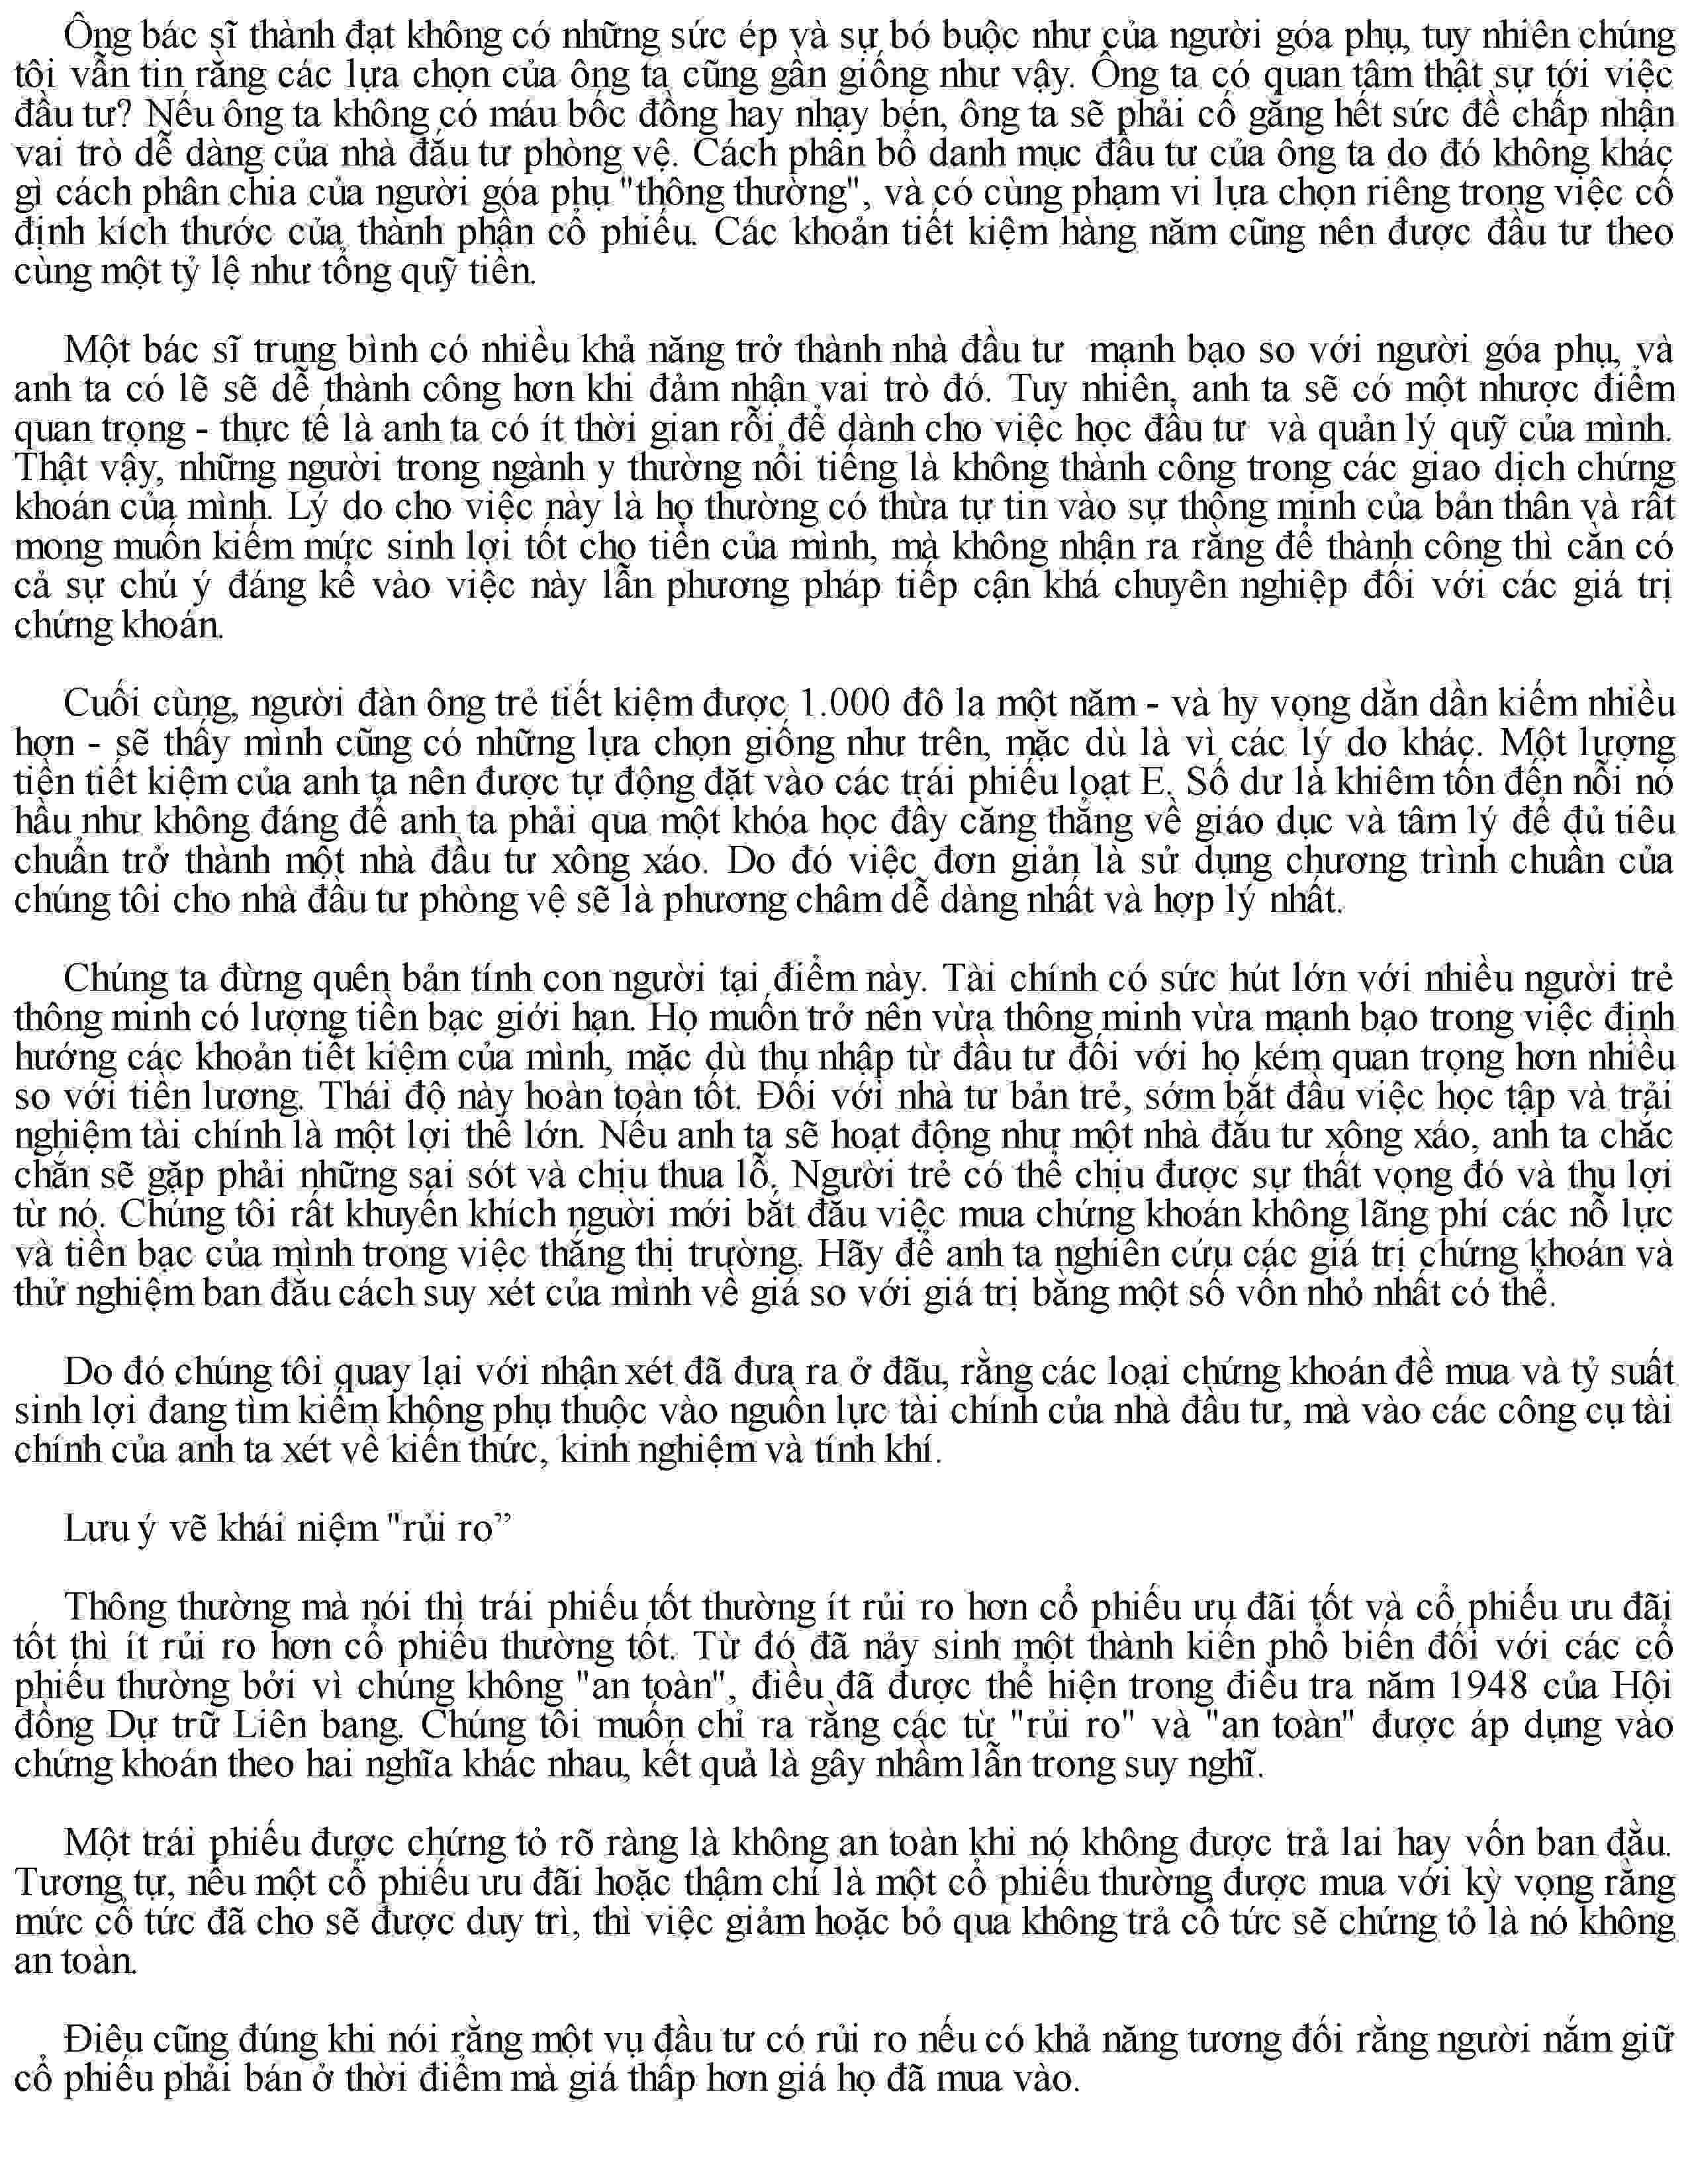 Ông bác sĩ thành đạt không có những sức ép và sự bó buộc như của người góa phụ, tuy nhiên chúng
tôi vẫn tin rằng các lựa chọn của ông ta cũng gần giống như vậy. Ông ta có quan tâm thật sự tới việc
đầu tư? Nếu ông ta không có máu bốc đồng hay nhạy bén, ông ta sẽ phải cố gắng hết sức để chấp nhận
vai trò dễ dàng của nhà đầu tư phòng vệ. Cách phân bổ danh mục đầu tư của ông ta do đó không khác
gì cách phân chia của người góa phụ "thông thường", và có cùng phạm vi lựa chọn riêng trong việc cố
định kích thước của thành phần cổ phiếu. Các khoản tiết kiệm hàng năm cũng nên được đầu tư theo
cùng một tỷ lệ như tổng quỹ tiền.
Một bác sĩ trung bình có nhiều khả năng trở thành nhà đầu tư mạnh bạo so với người góa phụ, và
anh ta có lẽ sẽ dễ thành công hơn khi đảm nhận vai trò đó. Tuy nhiên, anh ta sẽ có một nhược điểm
quan trọng - thực tế là anh ta có ít thời gian rỗi để dành cho việc học đầu tư và quản lý quỹ của mình.
Thật vậy, những người trong ngành y thường nổi tiếng là không thành công trong các giao dịch chứng
khoán của mình. Lý do cho việc này là họ thường có thừa tự tin vào sự thông minh của bản thân và rất
mong muốn kiếm mức sinh lợi tốt cho tiền của mình, mà không nhận ra rằng để thành công thì cần có
cả sự chú ý đáng kể vào việc này lẫn phương pháp tiếp cận khá chuyên nghiệp đối với các giá trị
chứng khoán.
Cuối cùng, người đàn ông trẻ tiết kiệm được 1.000 đô la một năm - và hy vọng dần dần kiếm nhiều
hơn - sẽ thấy mình cũng có những lựa chọn giống như trên, mặc dù là vì các lý do khác. Một lượng
tiền tiết kiệm của anh ta nên được tự động đặt vào các trái phiếu loạt E. Số dư là khiêm tốn đến nỗi nó
hầu như không đáng để anh ta phải qua một khóa học đầy căng thẳng về giáo dục và tâm lý để đủ tiêu
chuẩn trở thành một nhà đầu tư xông xáo. Do đó việc đơn giản là sử dụng chương trình chuẩn của
chúng tôi cho nhà đầu tư phòng vệ sẽ là phương châm dễ dàng nhất và hợp lý nhất.
Chúng ta đừng quên bản tính con người tại điểm này. Tài chính có sức hút lớn với nhiều người trẻ
thông minh có lượng tiền bạc giới hạn. Họ muốn trở nên vừa thông minh vừa mạnh bạo trong việc định
hướng các khoản tiết kiệm của mình, mặc dù thu nhập từ đầu tư đối với họ kém quan trọng hơn nhiều
so với tiền lương. Thái độ này hoàn toàn tốt. Đối với nhà tư bản trẻ, sớm bắt đầu việc học tập và trải
nghiệm tài chính là một lợi thế lớn. Nếu anh ta sẽ hoạt động như một nhà đầu tư xông xáo, anh ta chắc
chắn sẽ gặp phải những sai sót và chịu thua lỗ. Người trẻ có thể chịu được sự thất vọng đó và thu lợi
từ nó. Chúng tôi rất khuyến khích người mới bắt đầu việc mua chứng khoán không lãng phí các nỗ lực
và tiền bạc của mình trong việc thắng thị trường. Hãy để anh ta nghiên cứu các giá trị chứng khoán và
thử nghiệm ban đầu cách suy xét của mình về giá so với giá trị bằng một số vốn nhỏ nhất có thể.
Do đó chúng tôi quay lại với nhận xét đã đưa ra ở đầu, rằng các loại chứng khoán đề mua và tỷ suất
sinh lợi đang tìm kiếm không phụ thuộc vào nguồn lực tài chính của nhà đầu tư, mà vào các công cụ tài
chính của anh ta xét về kiến thức, kinh nghiệm và tính khí.
Lưu ý vẽ khái niệm "rủi ro”
Thông thường mà nói thì trái phiếu tốt thường ít rủi ro hơn cổ phiếu ưu đãi tốt và cổ phiếu ưu đãi
tốt thì ít rủi ro hơn cổ phiếu thường tốt. Từ đó đã nảy sinh một thành kiến phổ biến đối với các cổ
phiếu thường bởi vì chúng không "an toàn", điều đã được thể hiện trong điều tra năm 1948 của Hội
đồng Dự trữ Liên bang. Chúng tôi muốn chỉ ra rằng các từ "rủi ro" và "an toàn" được áp dụng vào
chứng khoán theo hai nghĩa khác nhau, kết quả là gây nhầm lẫn trong suy nghĩ.
Một trái phiếu được chứng tỏ rõ ràng là không an toàn khi nó không được trả lai hay vốn ban đầu.
Tương tự, nếu một cổ phiếu ưu đãi hoặc thậm chí là một cổ phiếu thường được mua với kỳ vọng rằng
mức cổ tức đã cho sẽ được duy trì, thì việc giảm hoặc bỏ qua không trả cổ tức sẽ chứng tỏ là nó không
an toàn.
Điêu cũng đúng khi nói rằng một vụ đầu tư có rủi ro nếu có khả năng tương đối rằng người nắm giữ
cổ phiếu phải bán ở thời điểm mà giá thấp hơn giá họ đã mua vào.